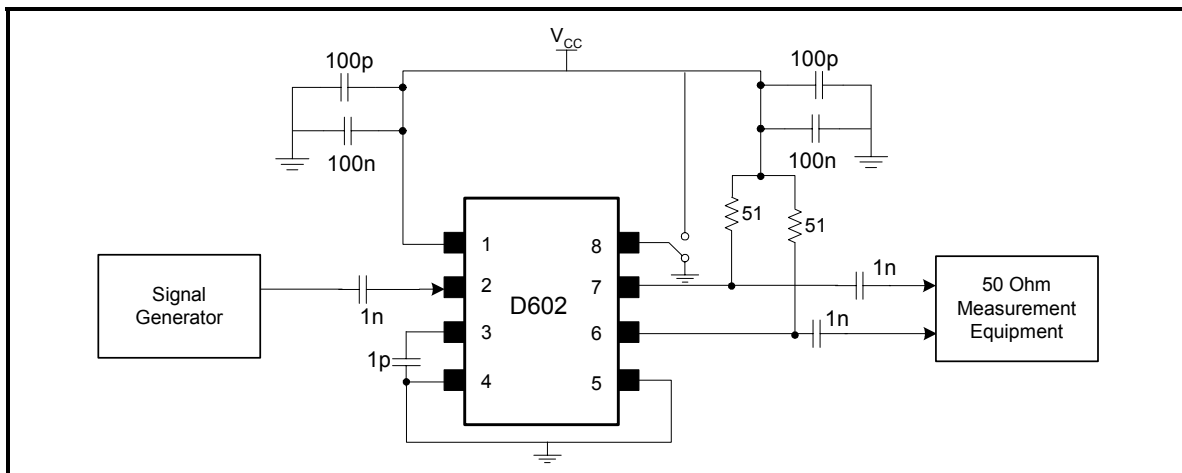 V_CC
100p
100p
100n
100n
51
51
1
8
Signal
Generator
1n
2
7
1n
50 Ohm
Measurement
Equipment
D602
3
6
1n
1p
4
5